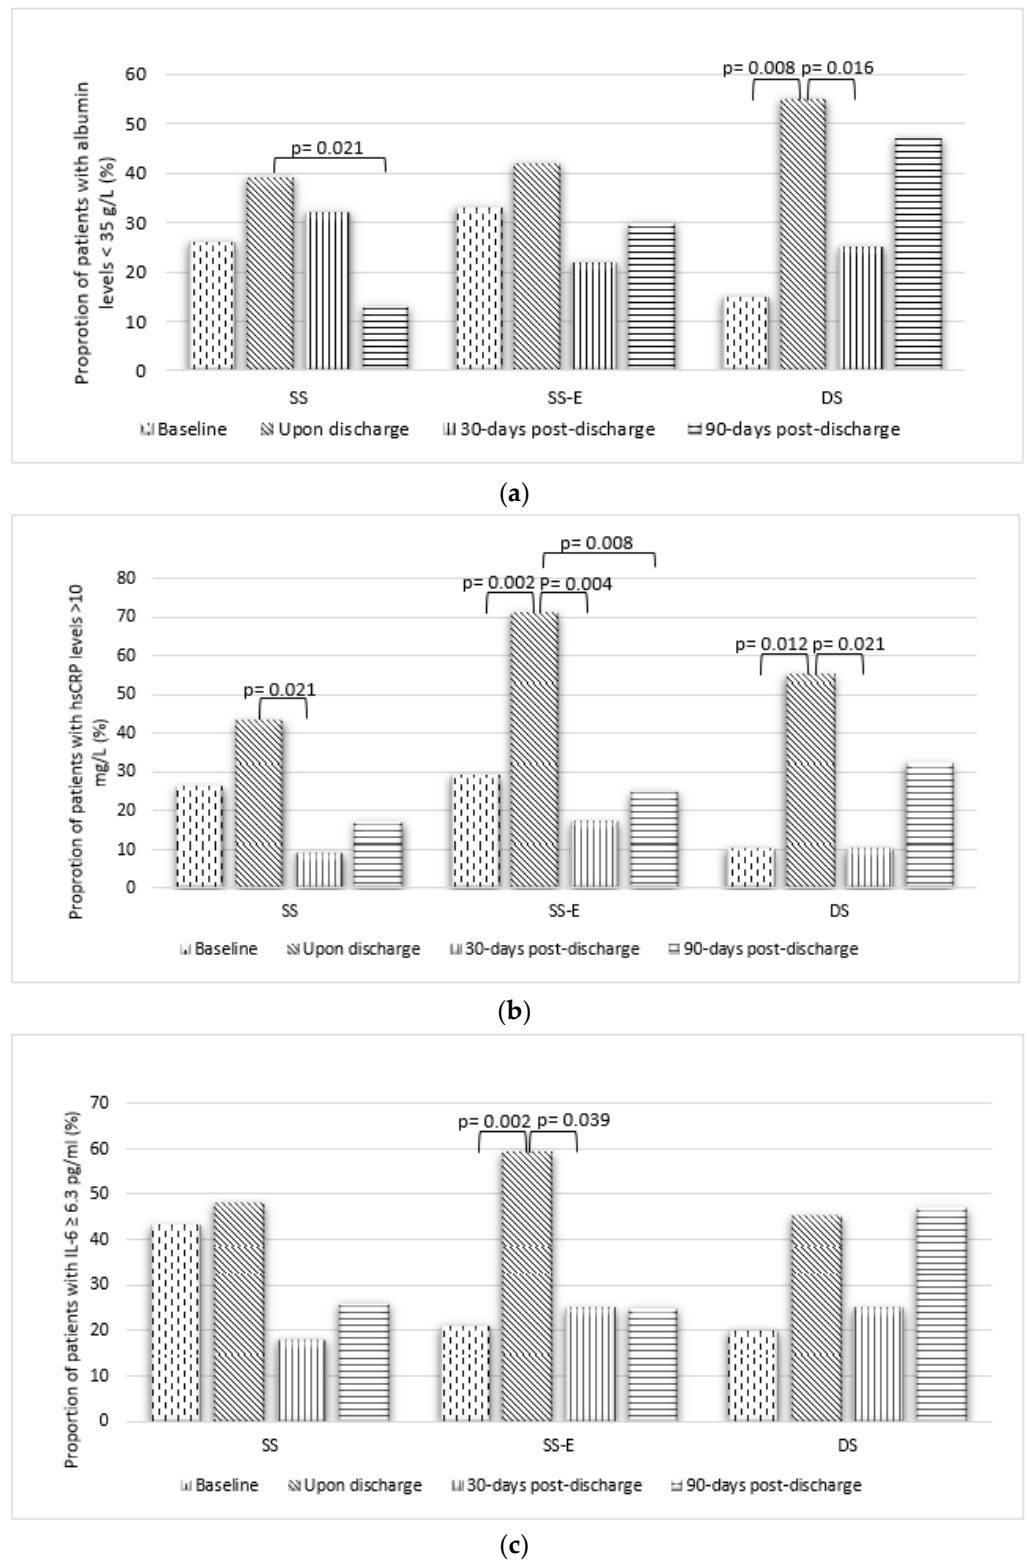 Proprotion of patients with albumin
levels < 35 g/L (%)
60
50
40
30
20
10
0
p= 0.021
p= 0.008
p= 0.016
SS
SS-E
DS
Baseline
Upon discharge
30-days post-discharge
90-days post-discharge
(a)
Proprotion of patients with hsCRP levels >10
mg/L (%)
80
70
60
50
40
30
20
10
0
p= 0.021
p= 0.008
p= 0.002
P= 0.004
p= 0.012
p= 0.021
SS
SS-E
DS
Baseline
Upon discharge
30-days post-discharge
90-days post-discharge
(b)
Proportion of patients with IL-6 ≥ 6.3 pg/ml (%)
70
60
50
40
30
20
10
0
p= 0.002
p= 0.039
SS
SS-E
DS
Baseline
Upon discharge
30-days post-discharge
90-days post-discharge
(c)